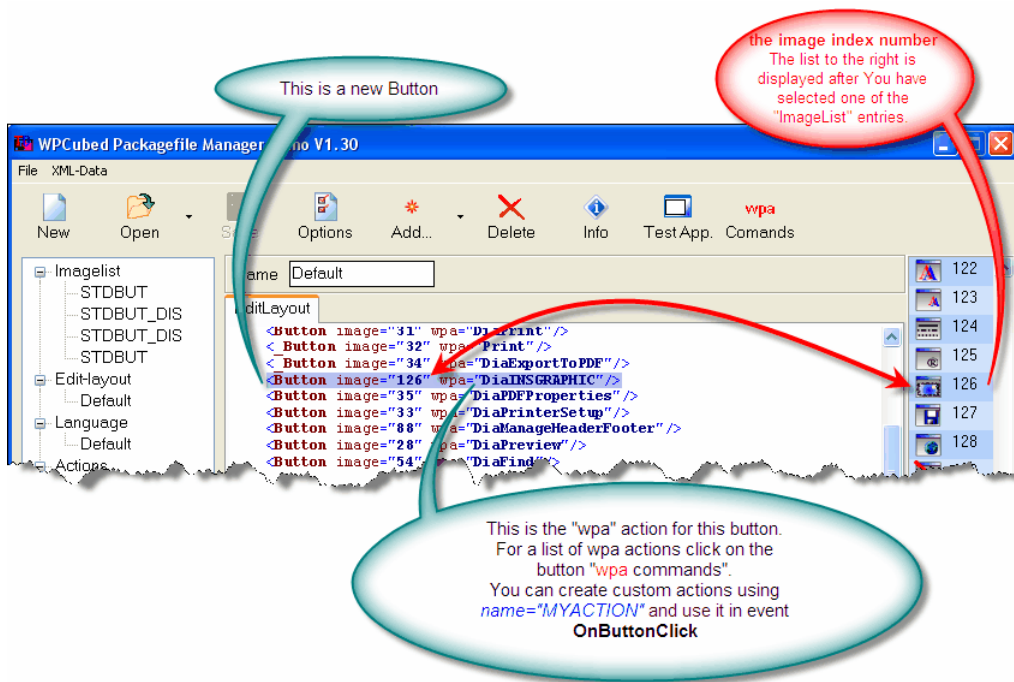 the image index number
The list to the right is
displayed after You have
selected one of the
"ImageList" entries.
This is a new Button
WPCubed Packagefile Manager V1.30
File XML-Data
New Open Options Add... Delete Info Test App. wpa Comands
Imagelist
STDBUT
STDBUT_DIS
STDBUT_DIS
STDBUT
Edit-layout
Default
Language
Default
Actions
Default
EditLayout
<Button image="31" wpa="DiaPrint"/>
<_Button image="32" wpa="Print"/>
<_Button image="34" wpa="DiaExportToPDF"/>
<Button image="126" wpa="DiaINSGRAPHIC"/>
<Button image="35" wpa="DiaPDFProperties"/>
<Button image="33" wpa="DiaPrinterSetup"/>
<Button image="88" wpa="DiaManageHeaderFooter"/>
<Button image="28" wpa="DiaPreview"/>
<Button image="54" wpa="DiaFind"/>
122
123
124
125
126
127
128
This is the "wpa" action for this button.
For a list of wpa actions click on the
button "wpa commands".
You can create custom actions using
name="MYACTION" and use it in event
OnButtonClick